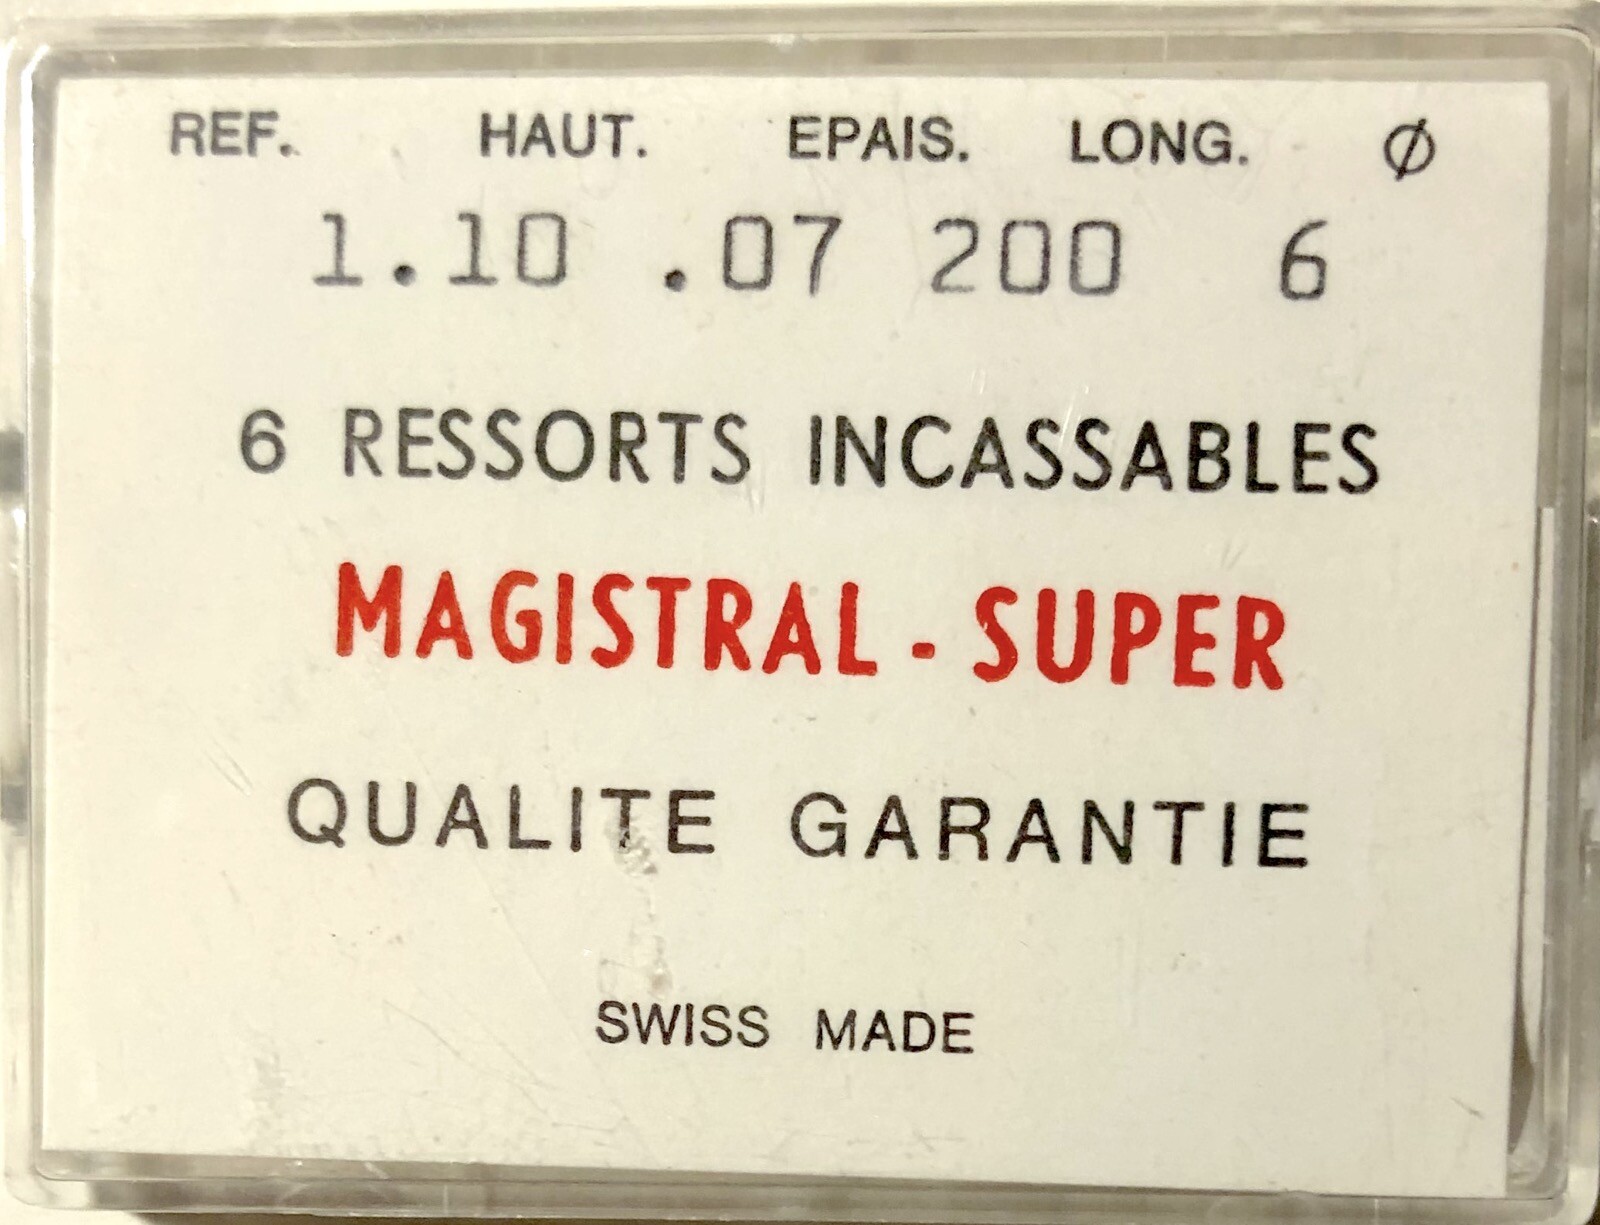 REF. HAUT. EPAIS. LONG. Ø
1.10 .07 200 6
6 RESSORTS INCASSABLES
MAGISTRAL - SUPER
QUALITE GARANTIE
SWISS MADE